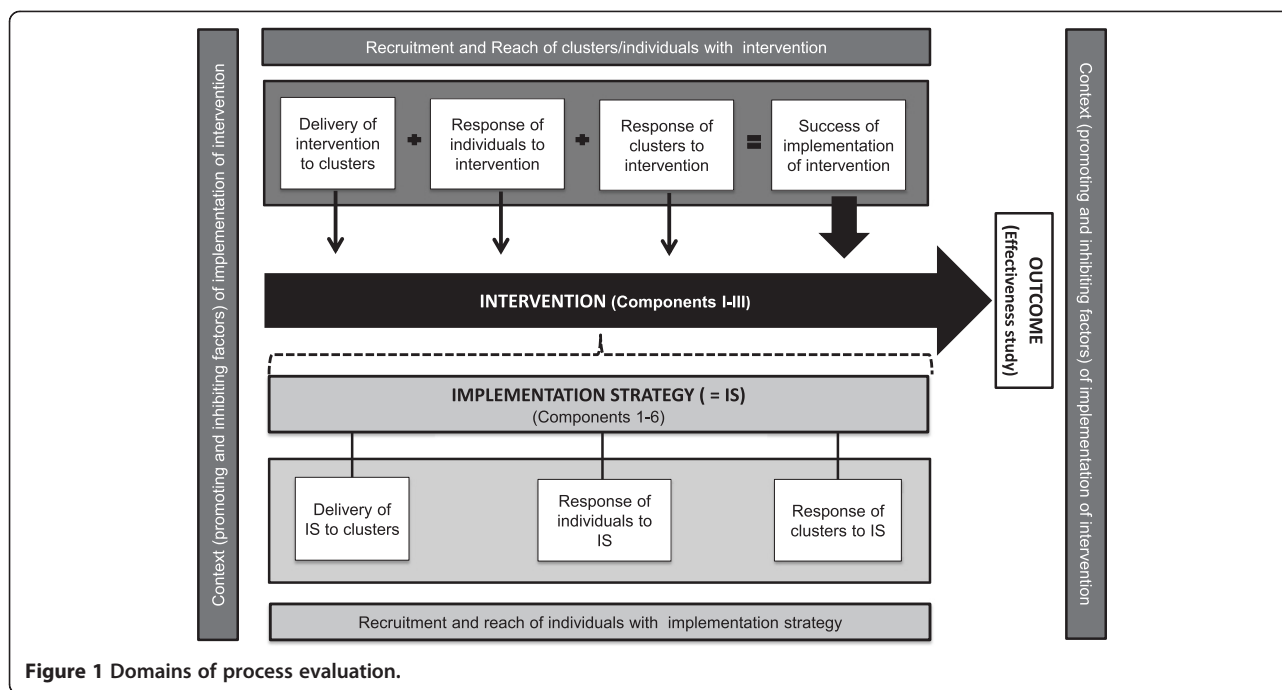 Context (promoting and inhibiting factors) of implementation of intervention
Recruitment and Reach of clusters/individuals with intervention
Delivery of
intervention
to clusters
+
Response of
individuals to
intervention
+
Response of
clusters to
intervention
=
Success of
implementation
of intervention
INTERVENTION (Components I-III)
OUTCOME
(Effectiveness study)
Context (promoting and inhibiting factors) of implementation of intervention
IMPLEMENTATION STRATEGY ( = IS)
(Components 1-6)
Delivery of
IS to clusters
Response of
individuals to
IS
Response of
clusters to IS
Recruitment and reach of individuals with implementation strategy
Figure 1 Domains of process evaluation.